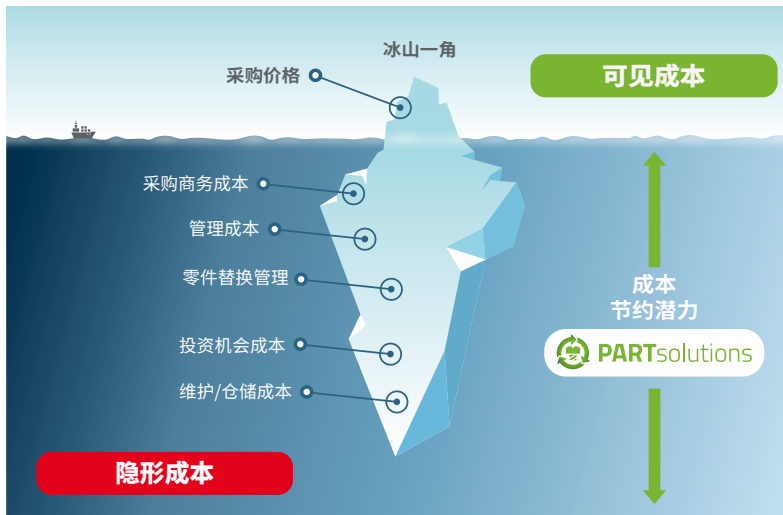 冰山一角
采购价格
可见成本
采购商务成本
管理成本
零件替换管理
投资机会成本
维护/仓储成本
成本
节约潜力
PARTsolutions
隐形成本